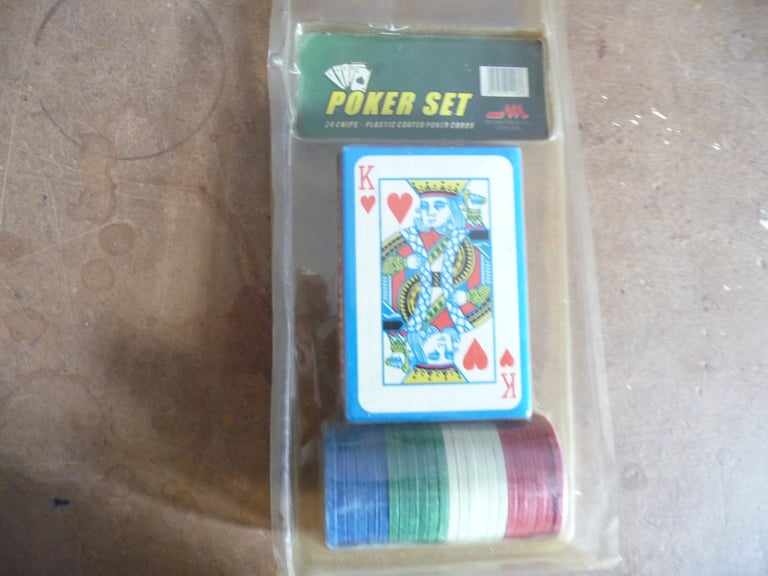 POKER SET
24 CHIPS - PLASTIC COATED POKER CARDS
K
K